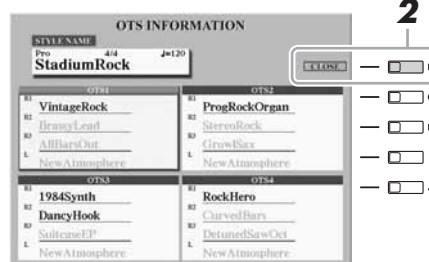 2
OTS INFORMATION
STYLE NAME
Pro 4/4 ♩=120
StadiumRock
CLOSE
OTS1
R1 VintageRock
R2 BrassyLead
R3 AllBarsOut
L NewAtmosphere
OTS2
R1 ProgRockOrgan
R2 StereoRock
R3 GrowlSax
L NewAtmosphere
OTS3
R1 1984Synth
R2 DancyHook
R3 SuitcaseEP
L NewAtmosphere
OTS4
R1 RockHero
R2 CurvedBars
R3 DetunedSawOct
L NewAtmosphere